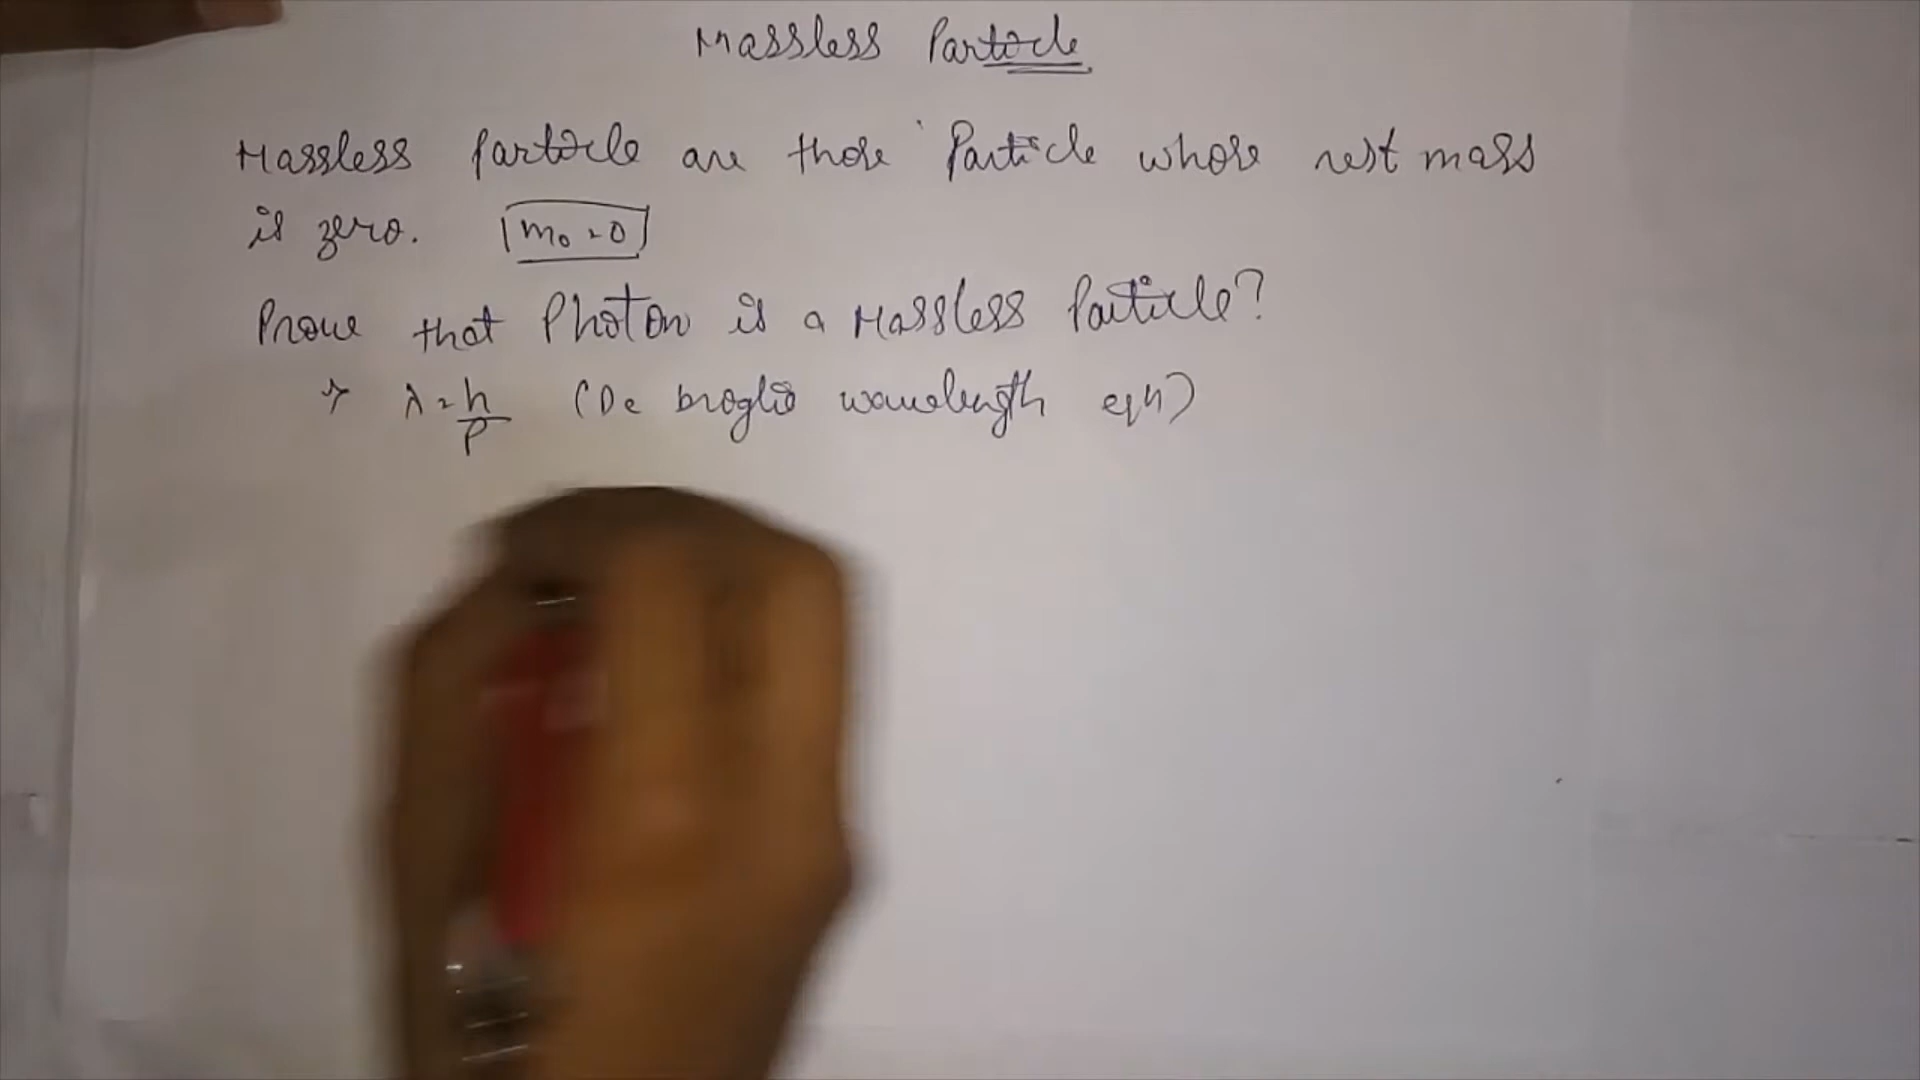 Massless Particle
Massless Particle are those Particle whose rest mass
is zero. m₀ = 0
Prove that Photon is a Massless Particle?
λ = h/P (De broglie wavelength eqn)